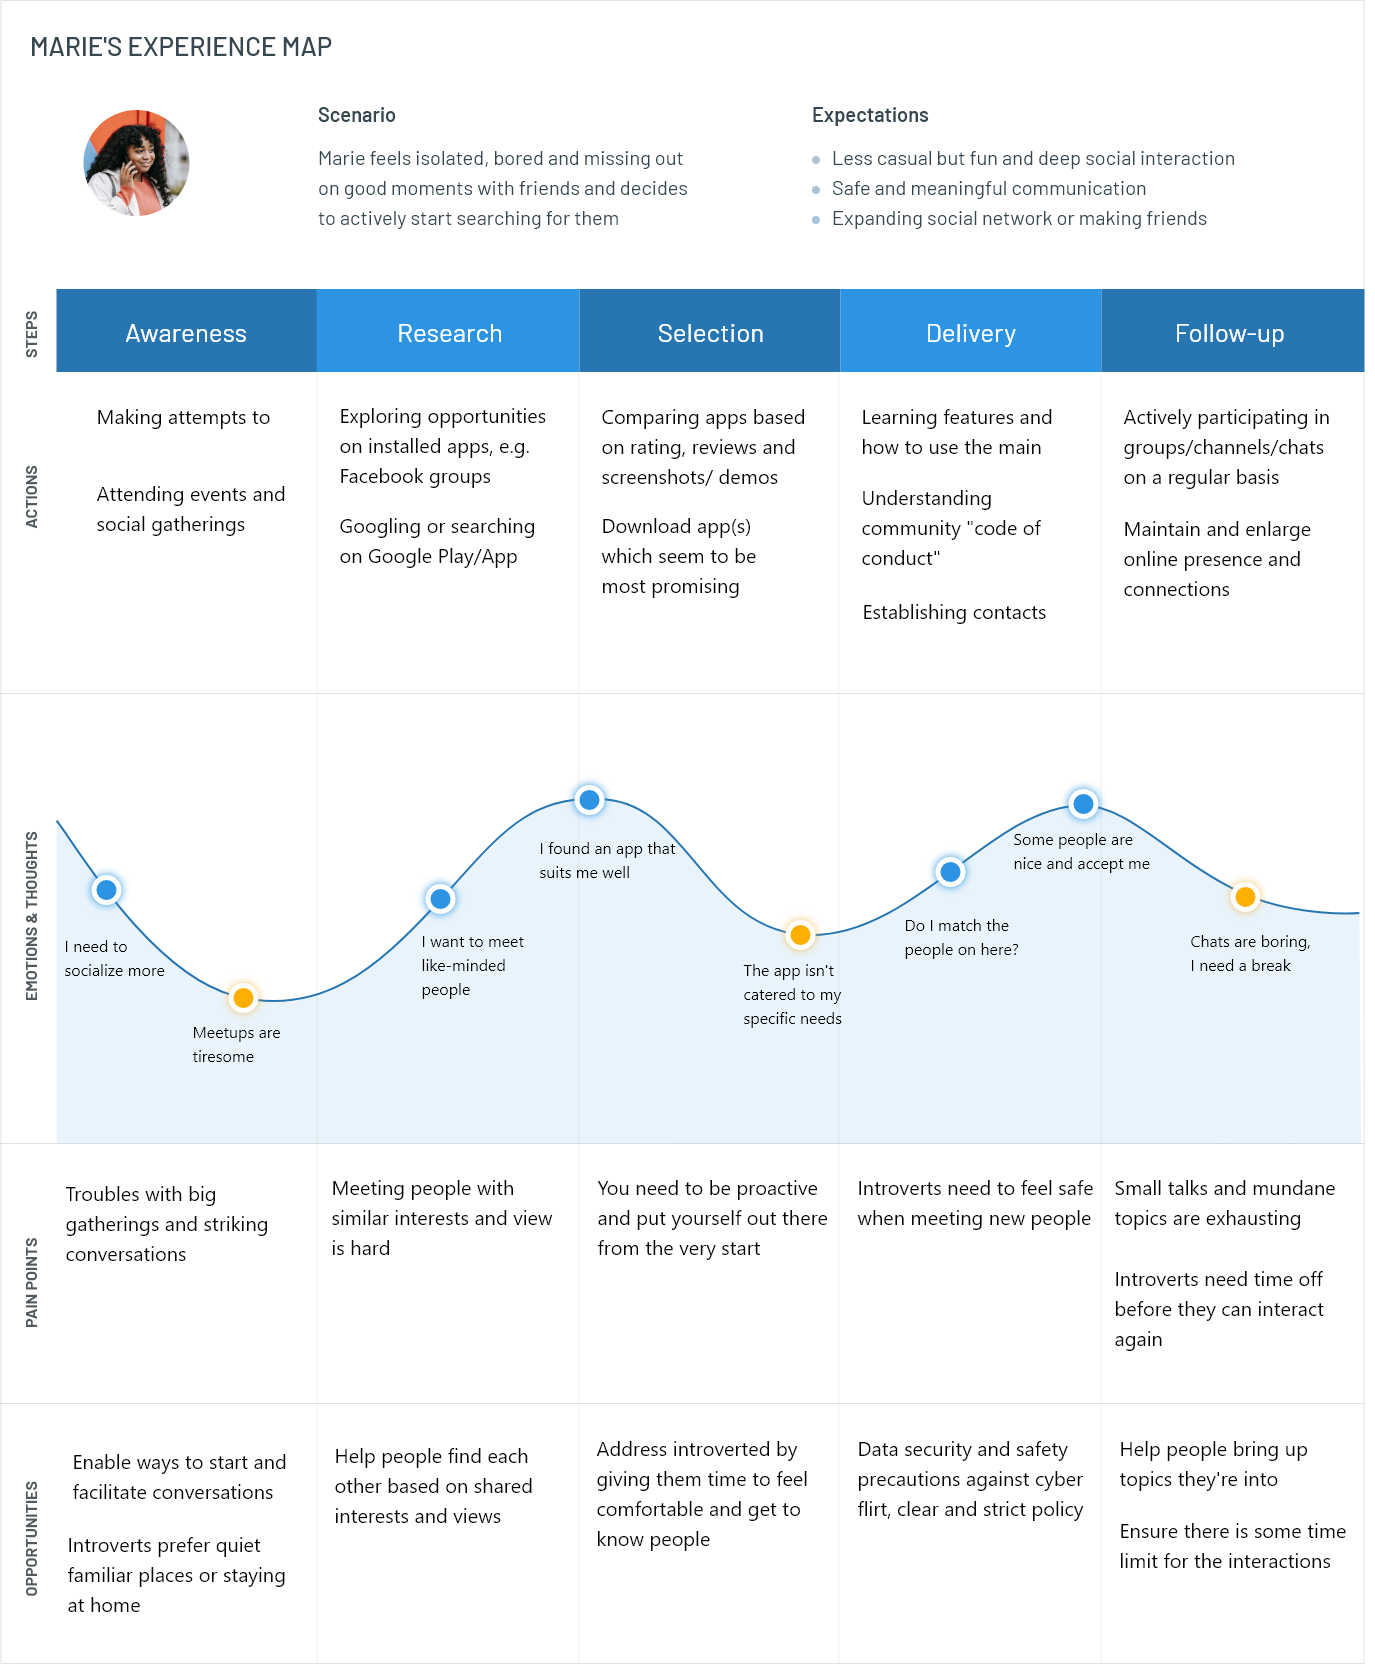 MARIE'S EXPERIENCE MAP
Scenario
Marie feels isolated, bored and missing out
on good moments with friends and decides
to actively start searching for them
Expectations
Less casual but fun and deep social interaction
Safe and meaningful communication
Expanding social network or making friends
STEPS
Awareness
Research
Selection
Delivery
Follow-up
ACTIONS
Making attempts to
Attending events and
social gatherings
Exploring opportunities
on installed apps, e.g.
Facebook groups
Googling or searching
on Google Play/App
Comparing apps based
on rating, reviews and
screenshots/ demos
Download app(s)
which seem to be
most promising
Learning features and
how to use the main
Understanding
community "code of
conduct"
Establishing contacts
Actively participating in
groups/channels/chats
on a regular basis
Maintain and enlarge
online presence and
connections
EMOTIONS & THOUGHTS
I need to
socialize more
Meetups are
tiresome
I want to meet
like-minded
people
I found an app that
suits me well
The app isn't
catered to my
specific needs
Do I match the
people on here?
Some people are
nice and accept me
Chats are boring,
I need a break
PAIN POINTS
Troubles with big
gatherings and striking
conversations
Meeting people with
similar interests and view
is hard
You need to be proactive
and put yourself out there
from the very start
Introverts need to feel safe
when meeting new people
Small talks and mundane
topics are exhausting
Introverts need time off
before they can interact
again
OPPORTUNITIES
Enable ways to start and
facilitate conversations
Introverts prefer quiet
familiar places or staying
at home
Help people find each
other based on shared
interests and views
Address introverted by
giving them time to feel
comfortable and get to
know people
Data security and safety
precautions against cyber
flirt, clear and strict policy
Help people bring up
topics they're into
Ensure there is some time
limit for the interactions